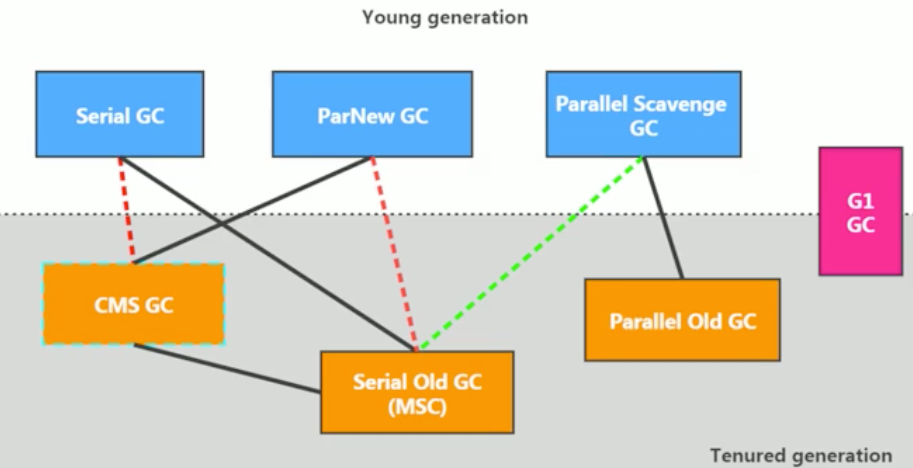 Young generation
Serial GC
ParNew GC
Parallel Scavenge
GC
G1
GC
CMS GC
Parallel Old GC
Serial Old GC
(MSC)
Tenured generation